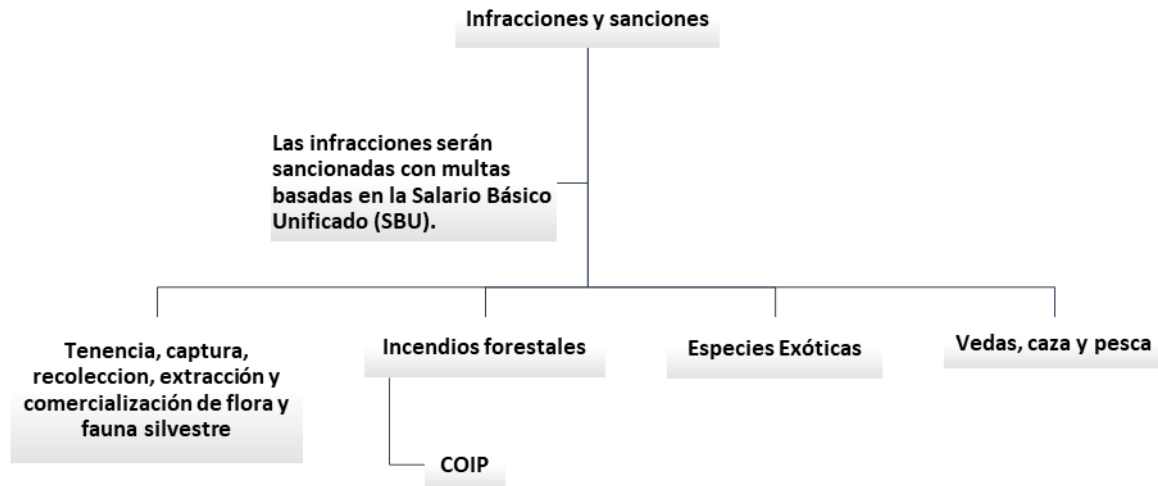 Infracciones y sanciones
Las infracciones serán
sancionadas con multas
basadas en la Salario Básico
Unificado (SBU).
Tenencia, captura,
recoleccion, extracción y
comercialización de flora y
fauna silvestre
Incendios forestales
COIP
Especies Exóticas
Vedas, caza y pesca